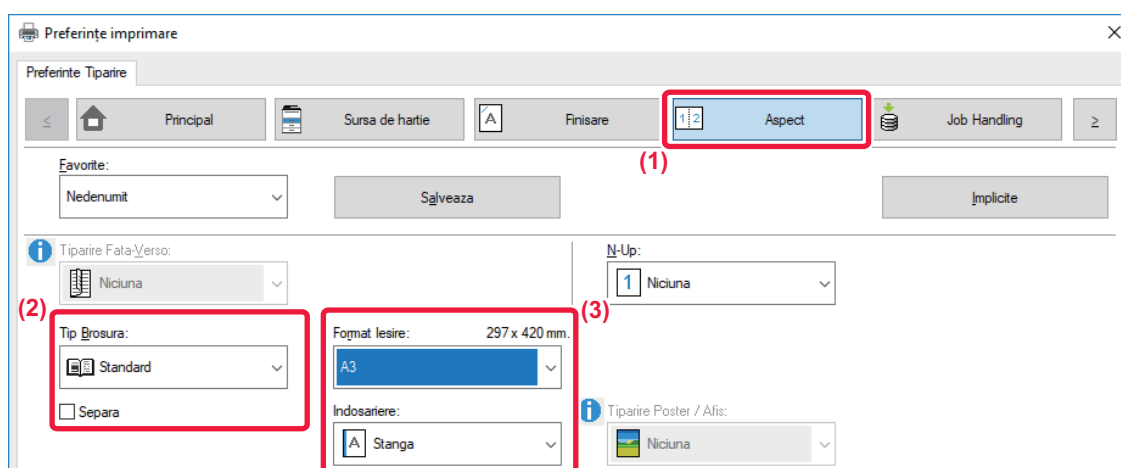 Preferințe imprimare
Preferinte Tiparire
Principal
Sursa de hartie
Finisare
Aspect
Job Handling
(1)
Favorite:
Nedenumit
Salveaza
Implicite
Tiparire Fata-Verso:
Niciuna
N-Up:
1 Niciuna
(2)
(3)
Tip Brosura:
Standard
Separa
Format Iesire: 297 x 420 mm.
A3
Indosariere:
Stanga
Tiparire Poster / Afis:
Niciuna